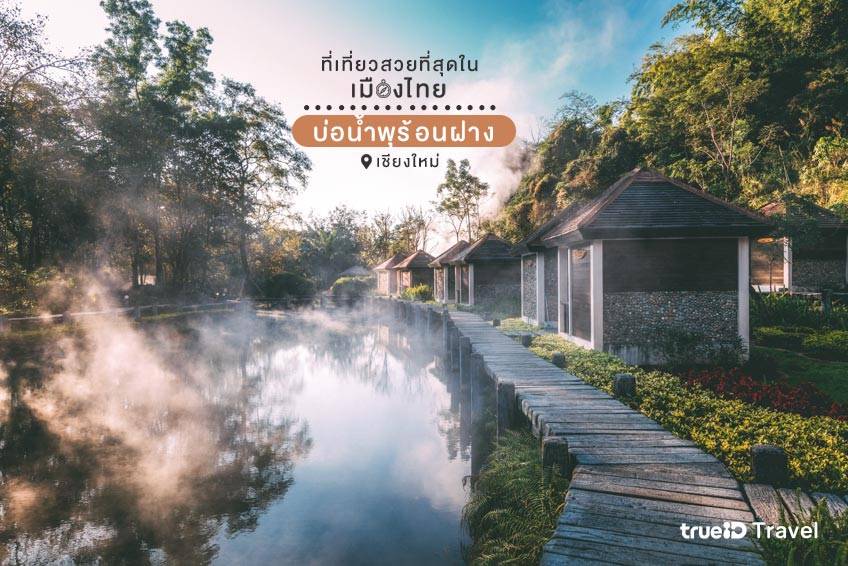 ที่เที่ยวสวยที่สุดใน
เมืองไทย
บ่อน้ำพุร้อนฝาง
เชียงใหม่
trueID Travel